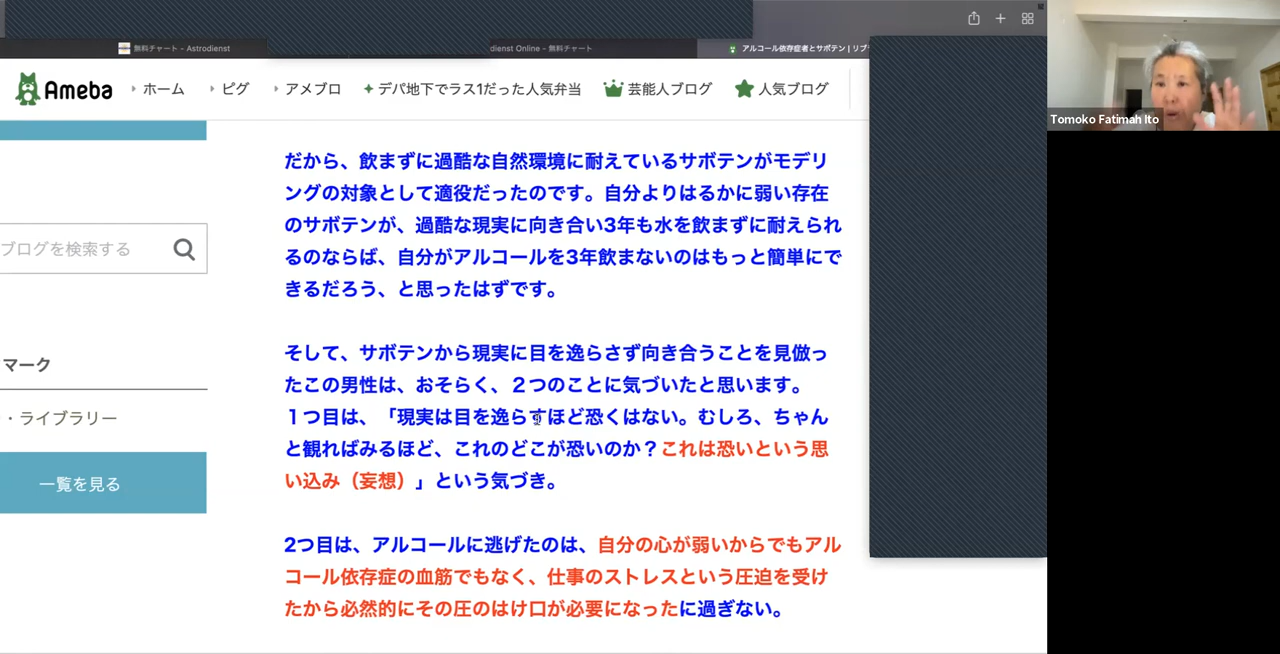 無料チャート - Astrodienst
dienst Online - 無料チャート
アルコール依存症者とサボテン | リブ
Ameba
ホーム
ピグ
アメブロ
デパ地下でラス1だった人気弁当
芸能人ブログ
人気ブログ
Tomoko Fatimah Ito
だから、飲まずに過酷な自然環境に耐えているサボテンがモデリ
ングの対象として適役だったのです。自分よりはるかに弱い存在
のサボテンが、過酷な現実に向き合い3年も水を飲まずに耐えられ
るのならば、自分がアルコールを3年飲まないのはもっと簡単にで
きるだろう、と思ったはずです。
ブログを検索する
そして、サボテンから現実に目を逸らさず向き合うことを見倣っ
たこの男性は、おそらく、２つのことに気づいたと思います。
１つ目は、「現実は目を逸らすほど恐くはない。むしろ、ちゃん
と観ればみるほど、これのどこが恐いのか？これは恐いという思
い込み（妄想）」という気づき。
マーク
・ライブラリー
一覧を見る
2つ目は、アルコールに逃げたのは、自分の心が弱いからでもアル
コール依存症の血筋でもなく、仕事のストレスという圧迫を受け
たから必然的にその圧のはけ口が必要になったに過ぎない。